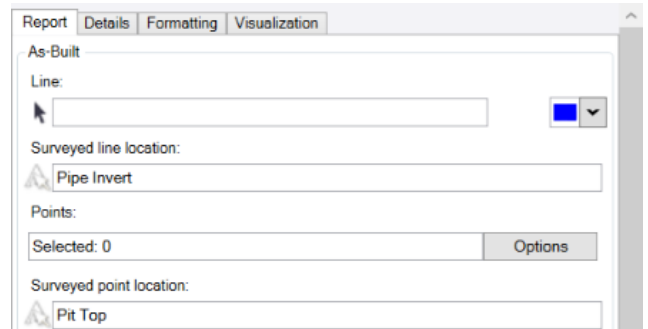 Report Details Formatting Visualization
As-Built
Line:
Surveyed line location:
Pipe Invert
Points:
Selected: 0 Options
Surveyed point location:
Pit Top